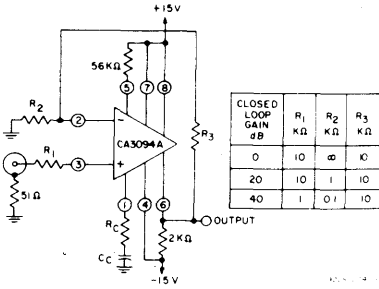 +15V
56KΩ
5
7
8
R2
2
CA3094A
R3
R1
3
51Ω
1
4
6
OUTPUT
RC
2KΩ
CC
-15V
CLOSED LOOP GAIN dB R1 KΩ R2 KΩ R3 KΩ
0 10 ∞ 10
20 10 1 10
40 1 0.1 10